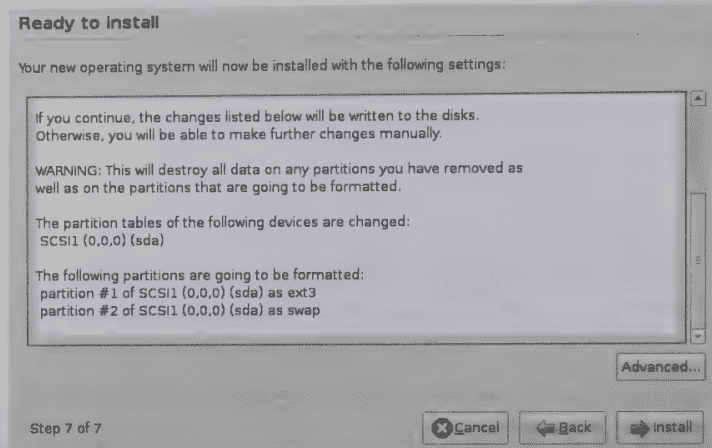 Ready to install
Your new operating system will now be installed with the following settings:
If you continue, the changes listed below will be written to the disks.
Otherwise, you will be able to make further changes manually.
WARNING: This will destroy all data on any partitions you have removed as
well as on the partitions that are going to be formatted.
The partition tables of the following devices are changed:
SCSI1 (0,0,0) (sda)
The following partitions are going to be formatted:
partition #1 of SCSI1 (0,0,0) (sda) as ext3
partition #2 of SCSI1 (0,0,0) (sda) as swap
Advanced...
Step 7 of 7
Cancel
Back
Install